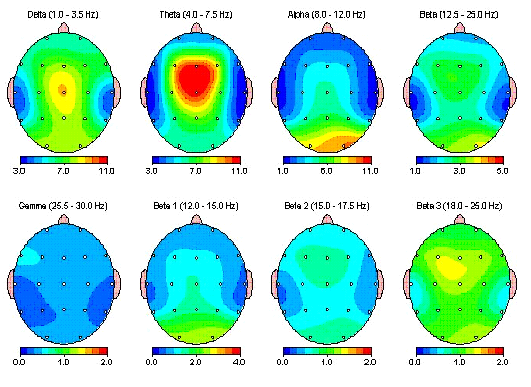 Delta (1.0 - 3.5 Hz) Theta (4.0 - 7.5 Hz) Alpha (8.0 - 12.0 Hz) Beta (12.5 - 25.0 Hz)
3.0 7.0 11.0 3.0 7.0 11.0 1.0 6.0 11.0 1.0 3.0 5.0
Gamma (25.5 - 30.0 Hz) Beta 1 (12.0 - 15.0 Hz) Beta 2 (15.0 - 17.5 Hz) Beta 3 (18.0 - 25.0 Hz)
0.0 1.0 2.0 0.0 2.0 4.0 0.0 1.0 2.0 0.0 1.0 2.0